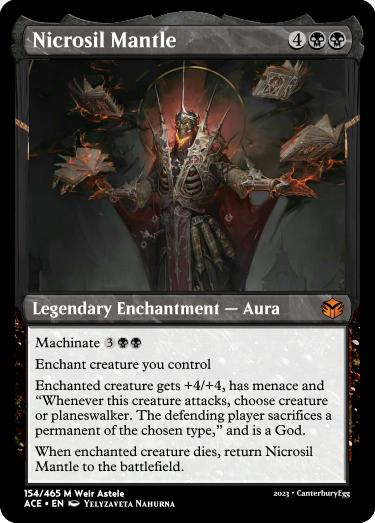 Nicrosil Mantle 4
Legendary Enchantment — Aura
Machinate 3
Enchant creature you control
Enchanted creature gets +4/+4, has menace and
“Whenever this creature attacks, choose creature
or planeswalker. The defending player sacrifices a
permanent of the chosen type,” and is a God.
When enchanted creature dies, return Nicrosil
Mantle to the battlefield.
154/465 M Weir Astele
ACE • EN Yelyzaveta Nahurna
2023 • CanterburyEgg